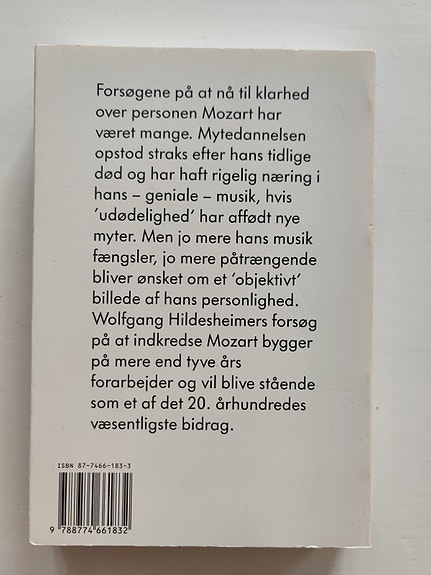 Forsøgene på at nå til klarhed
over personen Mozart har
været mange. Mytedannelsen
opstod straks efter hans tidlige
død og har haft rigelig næring i
hans – geniale – musik, hvis
'udødelighed' har affødt nye
myter. Men jo mere hans musik
fængsler, jo mere påtrængende
bliver ønsket om et 'objektivt'
billede af hans personlighed.
Wolfgang Hildesheimers forsøg
på at indkredse Mozart bygger
på mere end tyve års
forarbejder og vil blive stående
som et af det 20. århundredes
væsentligste bidrag.
ISBN 87-7466-183-3
9 788774 661832